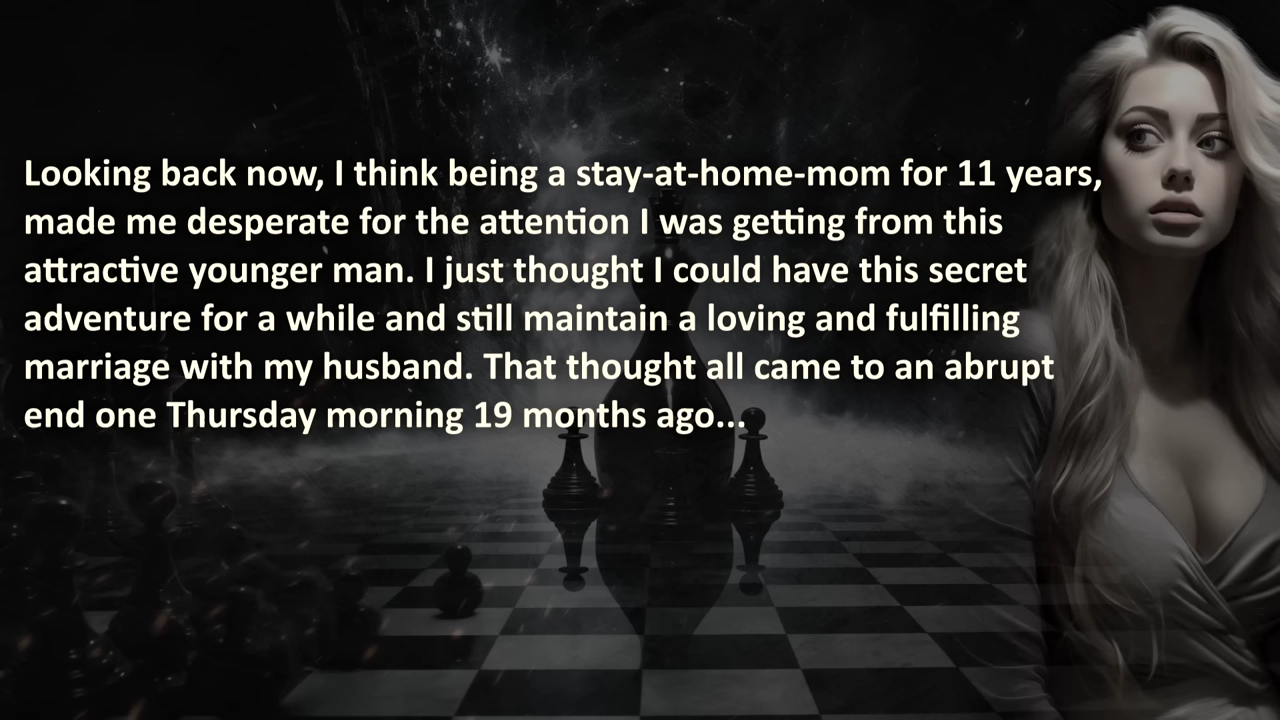 Looking back now, I think being a stay-at-home-mom for 11 years,
made me desperate for the attention I was getting from this
attractive younger man. I just thought I could have this secret
adventure for a while and still maintain a loving and fulfilling
marriage with my husband. That thought all came to an abrupt
end one Thursday morning 19 months ago...